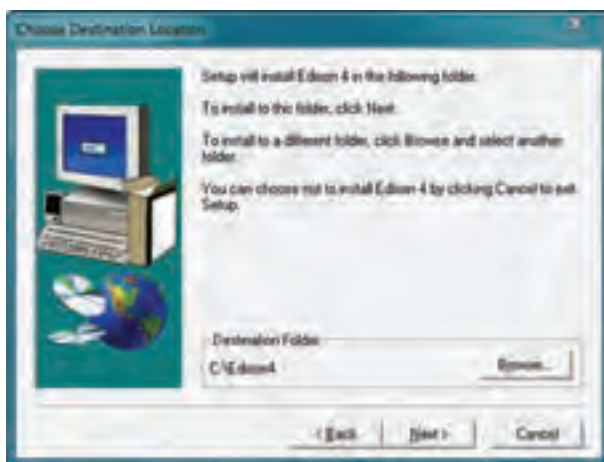 Choose Destination Location
Setup will install Edison 4 in the following folder.
To install to this folder, click Next.
To install to a different folder, click Browse and select another
folder.
You can choose not to install Edison 4 by clicking Cancel to exit
Setup.
Destination Folder
C:\Edison4
Browse...
< Back
Next >
Cancel